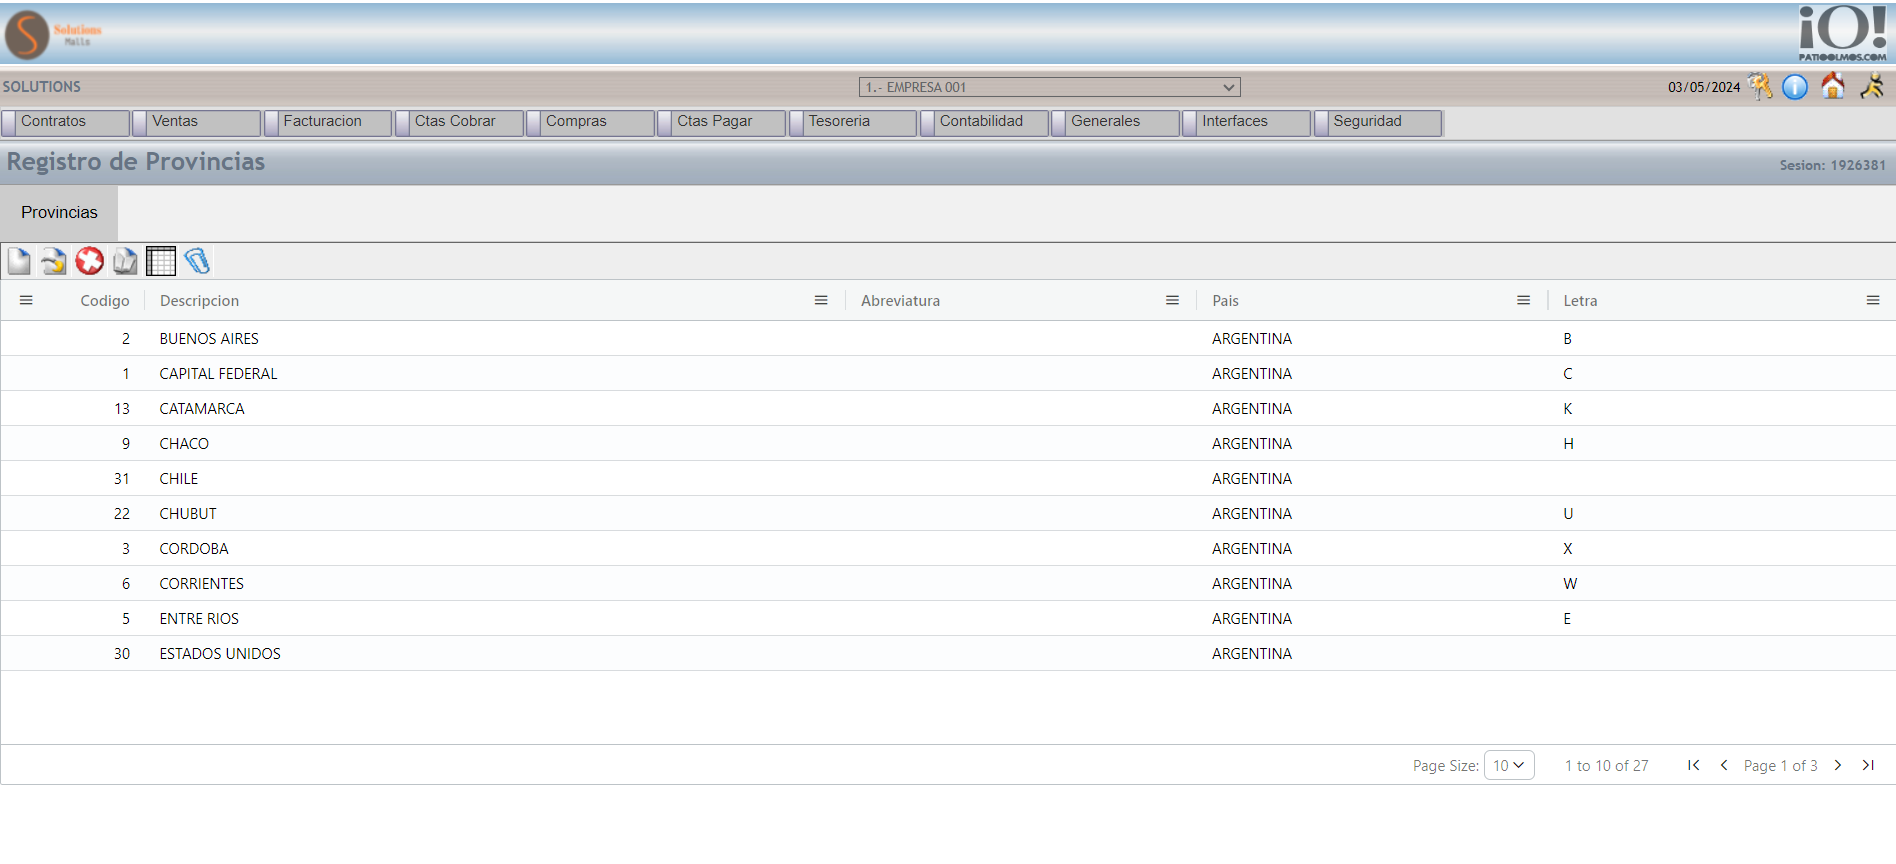 Solutions
Malls
iO!
PATIOOLMOS.COM
SOLUTIONS
1.- EMPRESA 001
03/05/2024
Contratos Ventas Facturacion Ctas Cobrar Compras Ctas Pagar Tesoreria Contabilidad Generales Interfaces Seguridad
Registro de Provincias
Sesion: 1926381
Provincias
Codigo Descripcion Abreviatura Pais Letra
2 BUENOS AIRES ARGENTINA B
1 CAPITAL FEDERAL ARGENTINA C
13 CATAMARCA ARGENTINA K
9 CHACO ARGENTINA H
31 CHILE ARGENTINA
22 CHUBUT ARGENTINA U
3 CORDOBA ARGENTINA X
6 CORRIENTES ARGENTINA W
5 ENTRE RIOS ARGENTINA E
30 ESTADOS UNIDOS ARGENTINA
Page Size: 10 1 to 10 of 27 Page 1 of 3